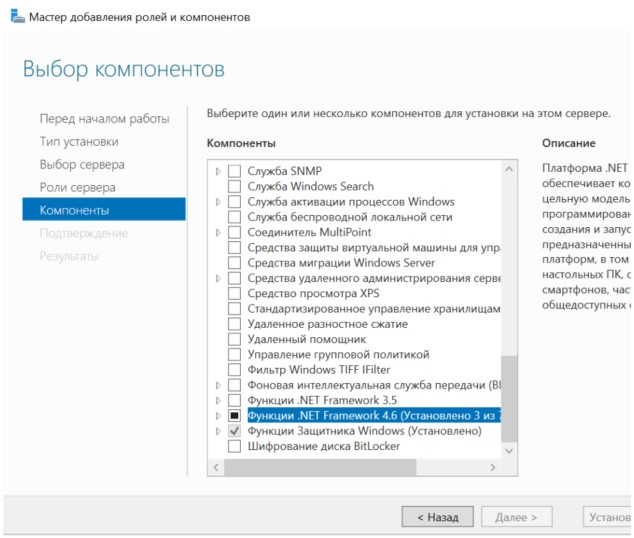 Мастер добавления ролей и компонентов
Выбор компонентов
Перед началом работы
Тип установки
Выбор сервера
Роли сервера
Компоненты
Подтверждение
Результаты
Выберите один или несколько компонентов для установки на этом сервере.
Компоненты
Служба SNMP
Служба Windows Search
Служба активации процессов Windows
Служба беспроводной локальной сети
Соединитель MultiPoint
Средства защиты виртуальной машины для упр
Средства миграции Windows Server
Средства удаленного администрирования серве
Средство просмотра XPS
Стандартизированное управление хранилищам
Удаленное разностное сжатие
Удаленный помощник
Управление групповой политикой
Фильтр Windows TIFF IFilter
Фоновая интеллектуальная служба передачи (BI
Функции .NET Framework 3.5
Функции .NET Framework 4.6 (Установлено 3 из 7
Функции Защитника Windows (Установлено)
Шифрование диска BitLocker
Описание
Платформа .NET
обеспечивает ко
цельную модель
программирован
создания и запус
предназначенны
платформ, в том
настольных ПК, с
смартфонов, час
общедоступных
< Назад
Далее >
Установ